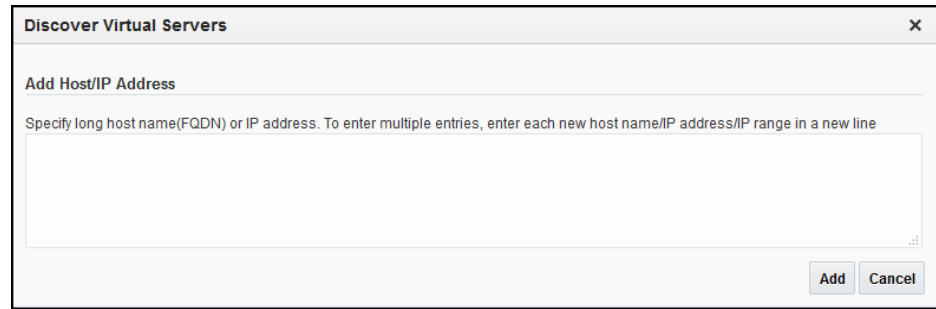 Discover Virtual Servers
Add Host/IP Address
Specify long host name(FQDN) or IP address. To enter multiple entries, enter each new host name/IP address/IP range in a new line
Add Cancel